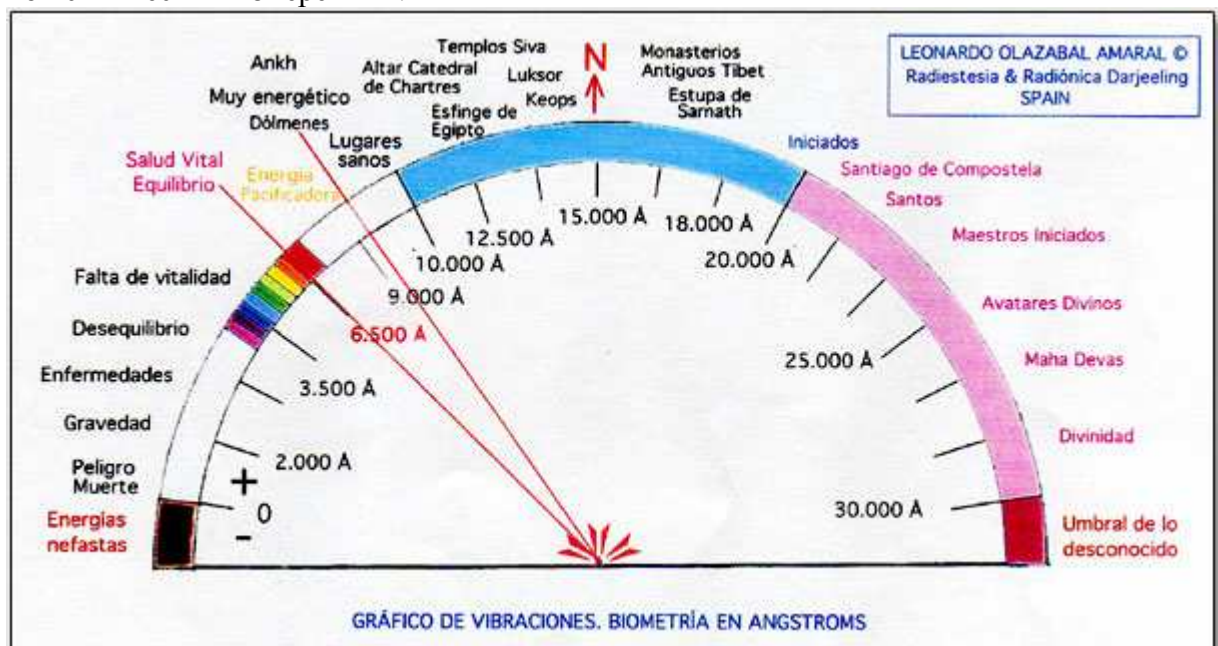 LEONARDO OLAZABAL AMARAL ©
Radiestesia & Radiónica Darjeeling
SPAIN
Ankh
Muy energético
Dólmenes
Altar Catedral
de Chartres
Templos Siva
Luksor
Keops
Esfinge de
Egipto
N
Monasterios
Antiguos Tibet
Estupa de
Sarnath
Lugares
sanos
Salud Vital
Equilibrio
Energía
Pacificadora
Iniciados
Santiago de Compostela
Santos
Maestros Iniciados
Avatares Divinos
Maha Devas
Divinidad
Umbral de lo
desconocido
Falta de vitalidad
Desequilibrio
Enfermedades
Gravedad
Peligro
Muerte
Energías
nefastas
+
-
0
2.000 Å
3.500 Å
6.500 Å
9.000 Å
10.000 Å
12.500 Å
15.000 Å
18.000 Å
20.000 Å
25.000 Å
30.000 Å
GRÁFICO DE VIBRACIONES. BIOMETRÍA EN ANGSTROMS